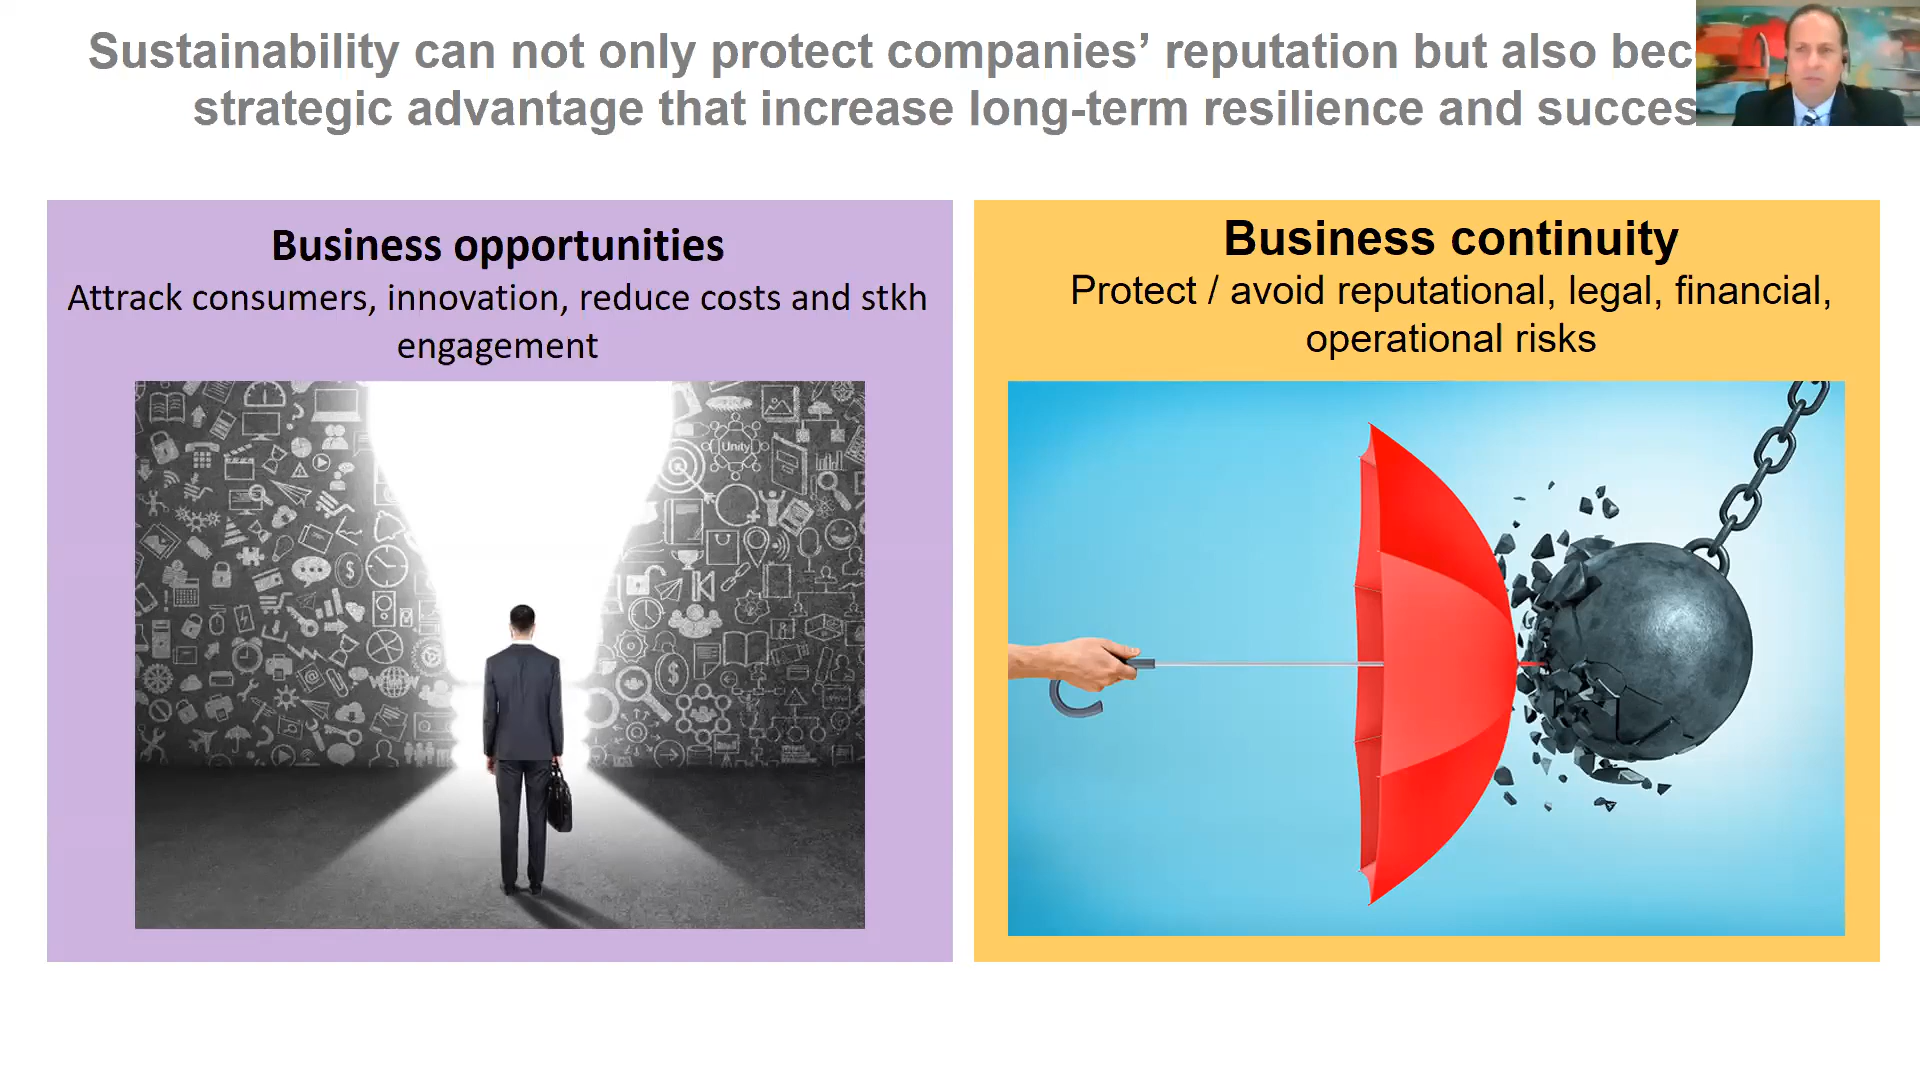 Sustainability can not only protect companies’ reputation but also bec
strategic advantage that increase long-term resilience and succes
Business opportunities
Attrack consumers, innovation, reduce costs and stkh
engagement
Unity
Business continuity
Protect / avoid reputational, legal, financial,
operational risks